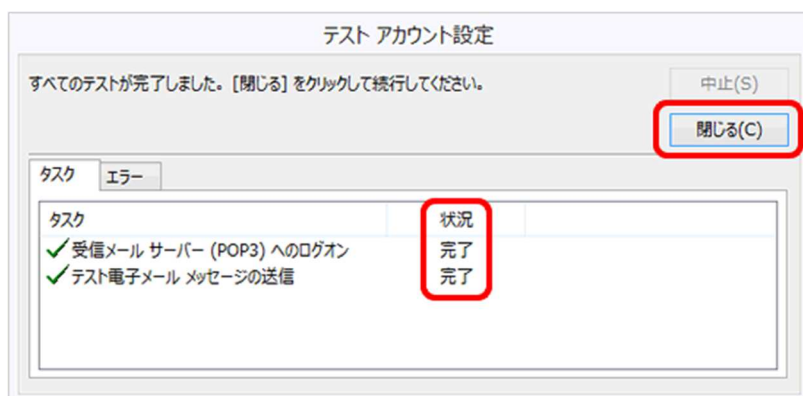 テスト アカウント設定
すべてのテストが完了しました。[閉じる] をクリックして続行してください。
中止(S)
閉じる(C)
タスク エラー
タスク 状況
受信メール サーバー (POP3) へのログオン 完了
テスト電子メール メッセージの送信 完了